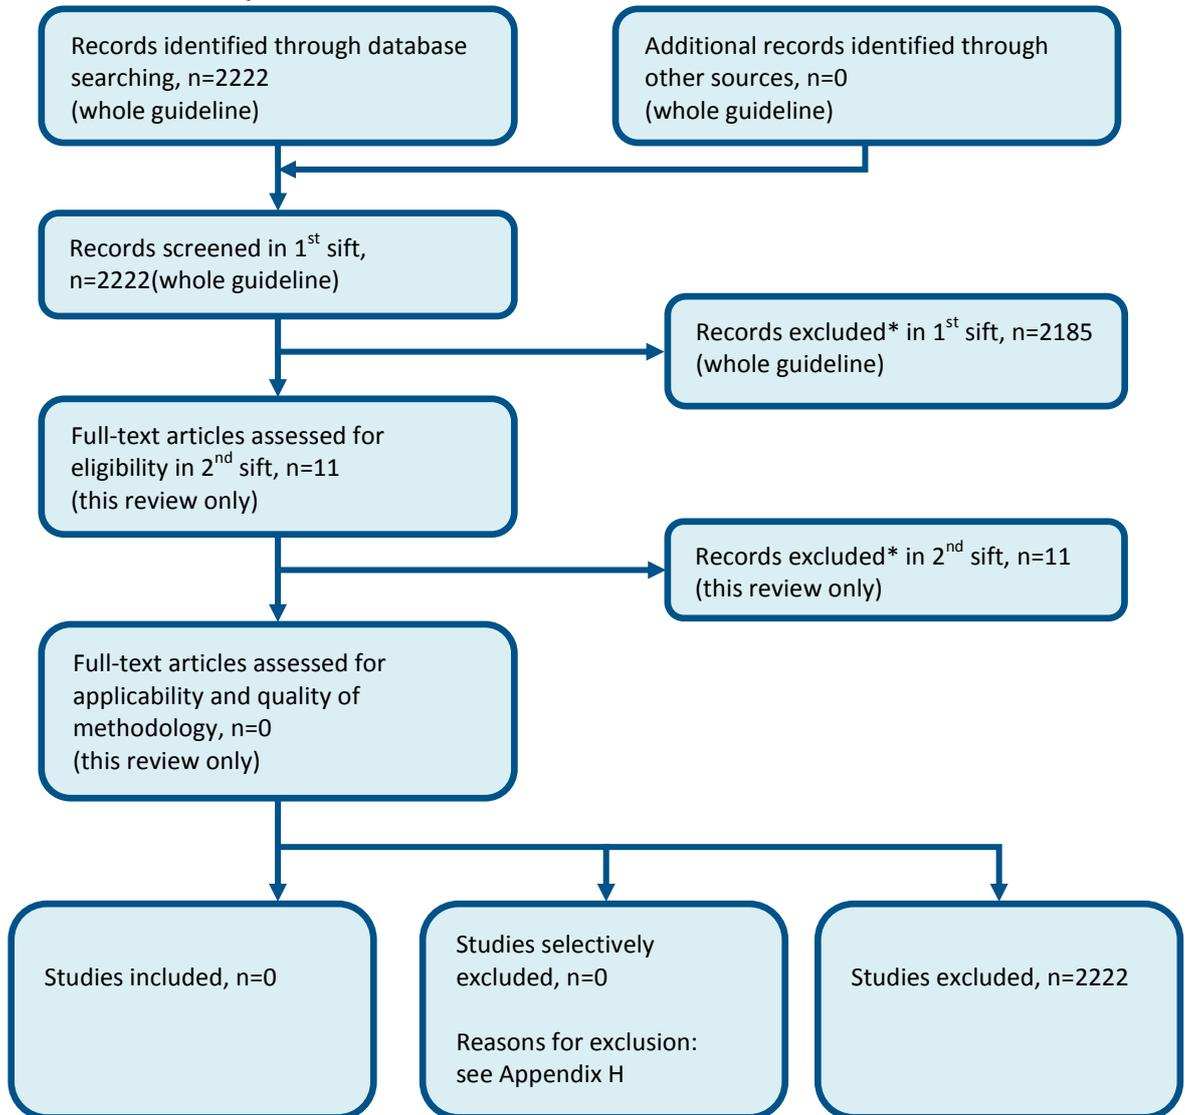 Records identified through database
searching, n=2222
(whole guideline)
Additional records identified through
other sources, n=0
(whole guideline)
Records screened in 1st sift,
n=2222(whole guideline)
Records excluded* in 1st sift, n=2185
(whole guideline)
Full-text articles assessed for
eligibility in 2nd sift, n=11
(this review only)
Records excluded* in 2nd sift, n=11
(this review only)
Full-text articles assessed for
applicability and quality of
methodology, n=0
(this review only)
Studies included, n=0
Studies selectively
excluded, n=0
Reasons for exclusion:
see Appendix H
Studies excluded, n=2222